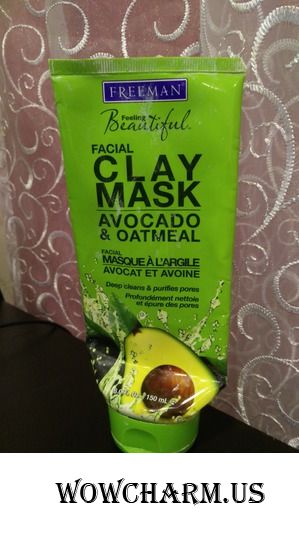 FREEMAN
Feeling
Beautiful
FACIAL
CLAY
MASK
AVOCADO
& OATMEAL
FACIAL
MASQUE À L'ARGILE
AVOCAT ET AVOINE
Deep cleans & purifies pores
Profondément nettoie
et épure des pores
150 mL
WOWCHARM.US